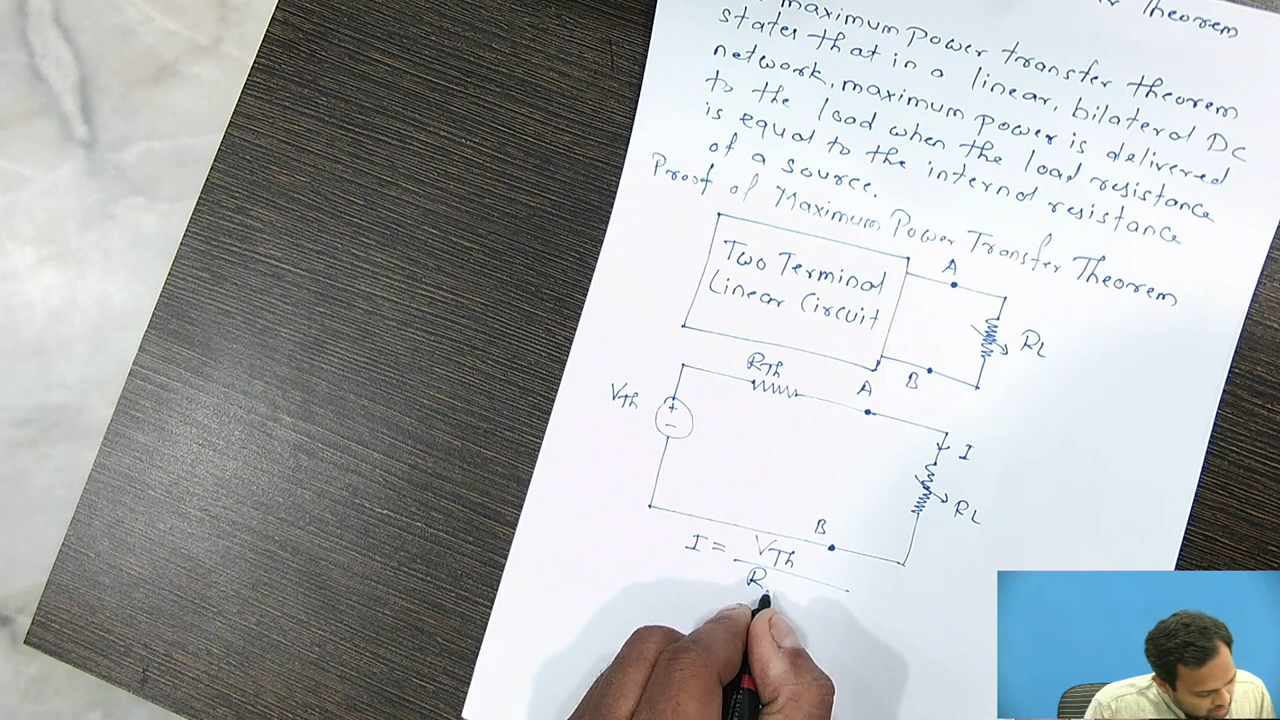 Theorem
maximum power transfer theorem
states that in a linear, bilateral DC
network, maximum power is delivered
to the load when the load resistance
is equal to the internal resistance
of a source.
Proof of Maximum Power Transfer Theorem
Two Terminal
Linear Circuit
A
RL
B
RTh
A
VTh
+
-
I
RL
B
I = VTh
R